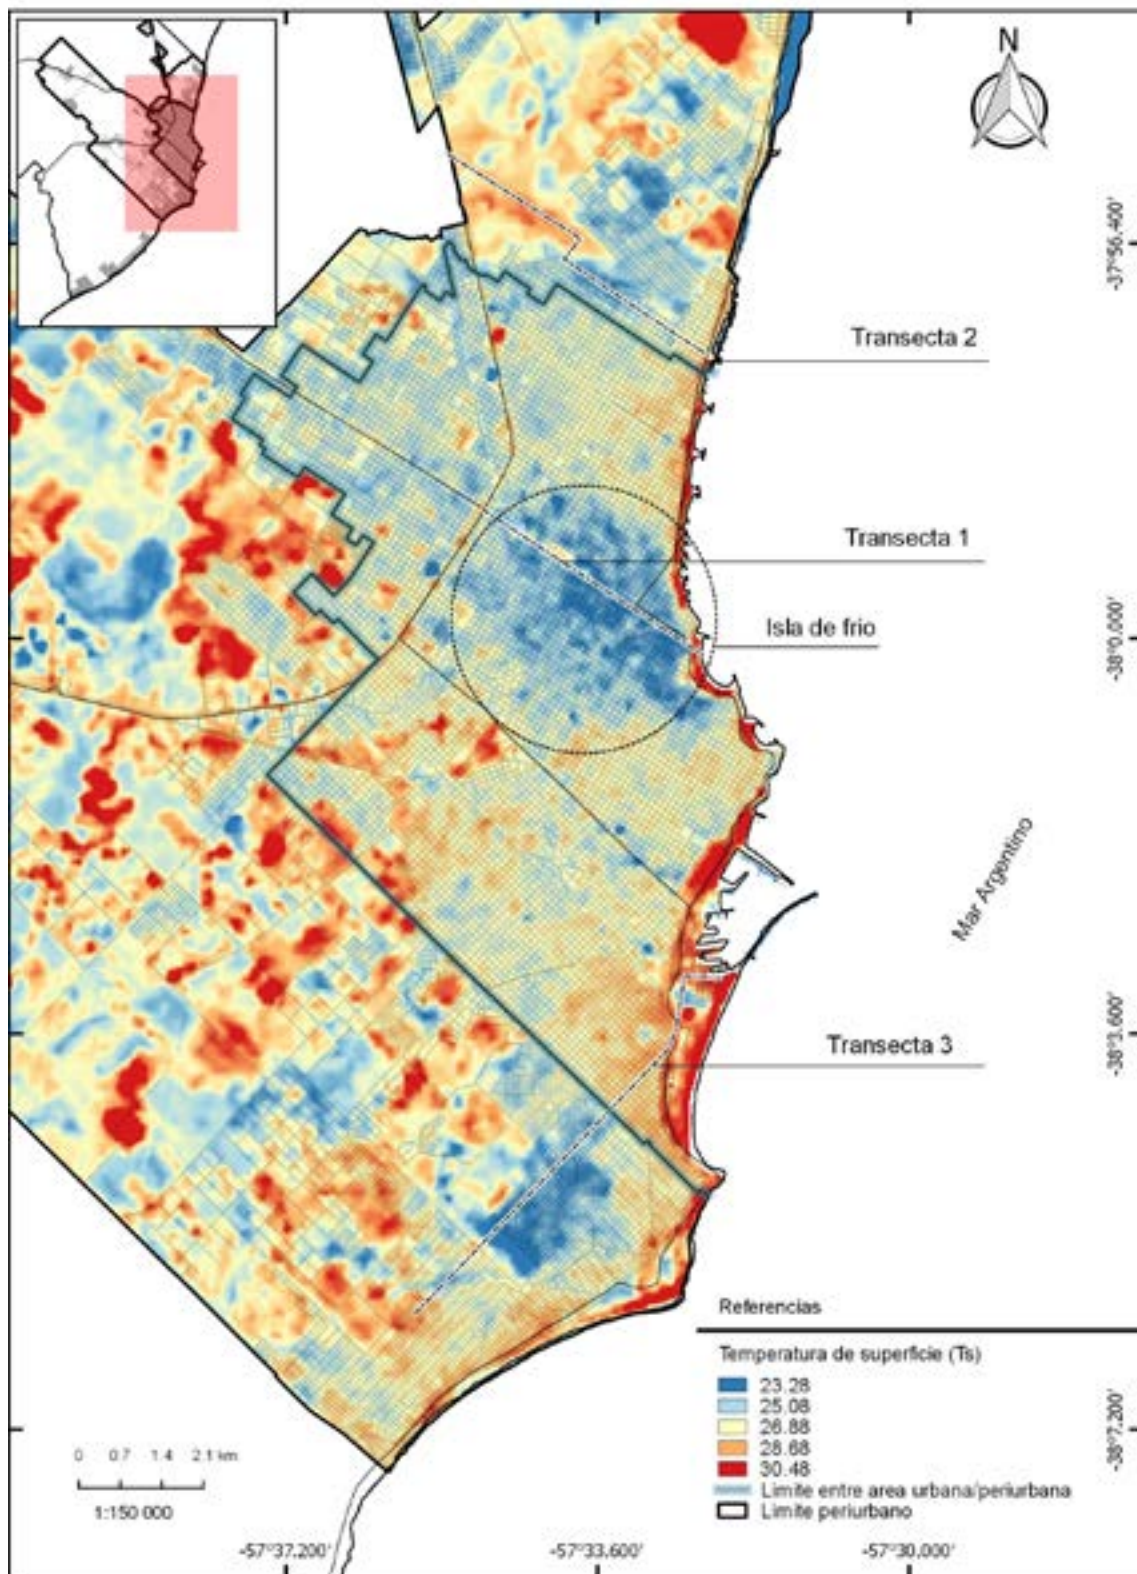 N
-37°56.400'
Transecta 2
Transecta 1
Isla de frio
-38°0.000'
Mar Argentino
-38°3.600'
Transecta 3
Referencias
Temperatura de superficie (Ts)
23.28
25.08
26.88
28.68
30.48
Limite entre area urbana/periurbana
Limite periurbano
-38°7.200'
0 0.7 1.4 2.1 km
1:150 000
-57°37.200' -57°33.600' -57°30.000'